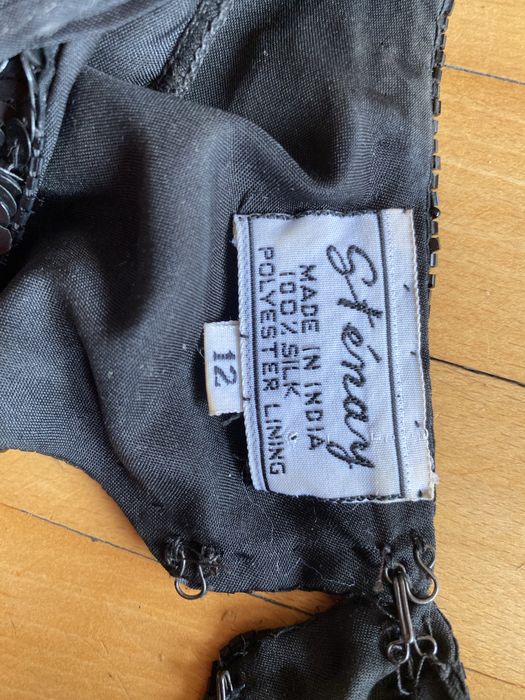 Sténay
MADE IN INDIA
100% SILK
POLYESTER LINING
12